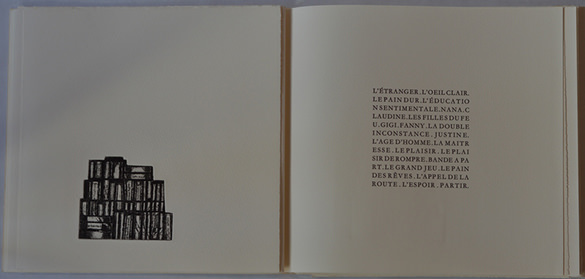 L'ÉTRANGER.L'OEIL CLAIR.
LE PAIN DUR.L'ÉDUCATIO
N SENTIMENTALE.NANA.C
LAUDINE.LES FILLES DU FE
U.GIGI.FANNY.LA DOUBLE
INCONSTANCE.JUSTINE.
L'AGE D'HOMME.LA MAITR
ESSE.LE PLAISIR.LE PLAI
SIR DE ROMPRE.BANDE A PA
RT.LE GRAND JEU.LE PAIN
DES RÊVES.L'APPEL DE LA
ROUTE.L'ESPOIR.PARTIR.